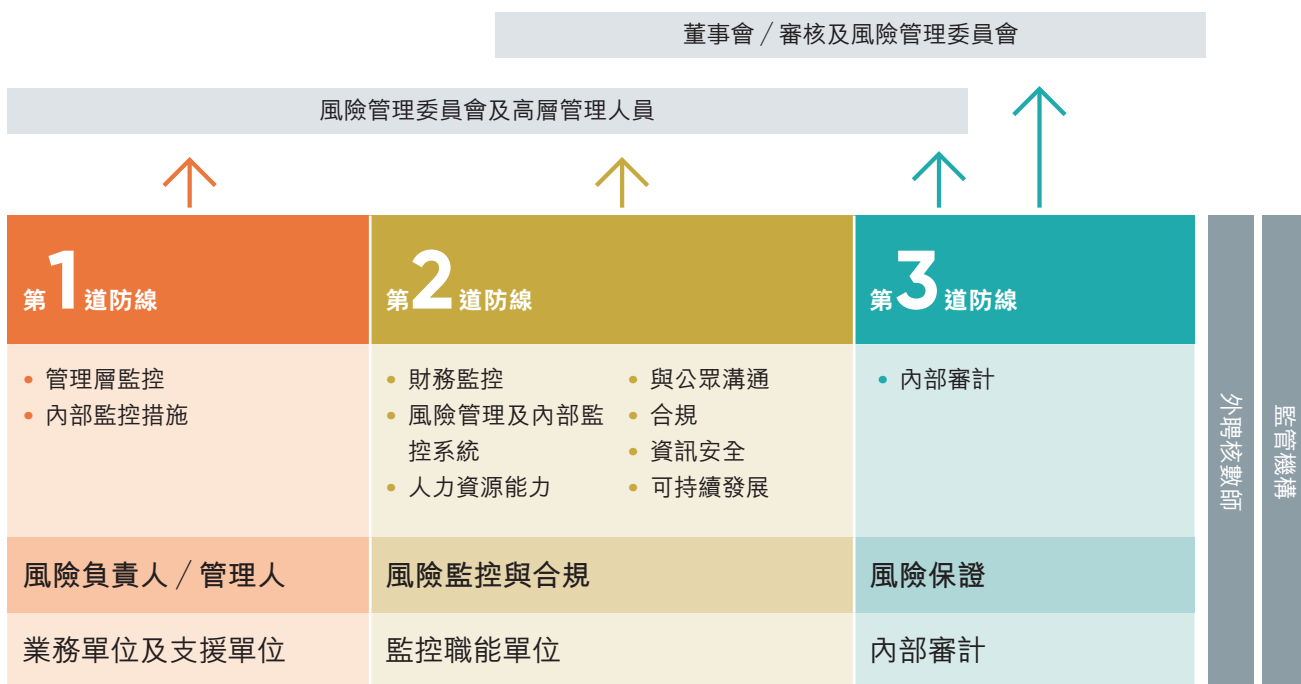 董事會 / 審核及風險管理委員會
風險管理委員會及高層管理人員
第1道防線
• 管理層監控
• 內部監控措施
風險負責人 / 管理人
業務單位及支援單位
第2道防線
• 財務監控
• 風險管理及內部監
控系統
• 人力資源能力
• 與公眾溝通
• 合規
• 資訊安全
• 可持續發展
風險監控與合規
監控職能單位
第3道防線
• 內部審計
風險保證
內部審計
外聘核數師
監管機構